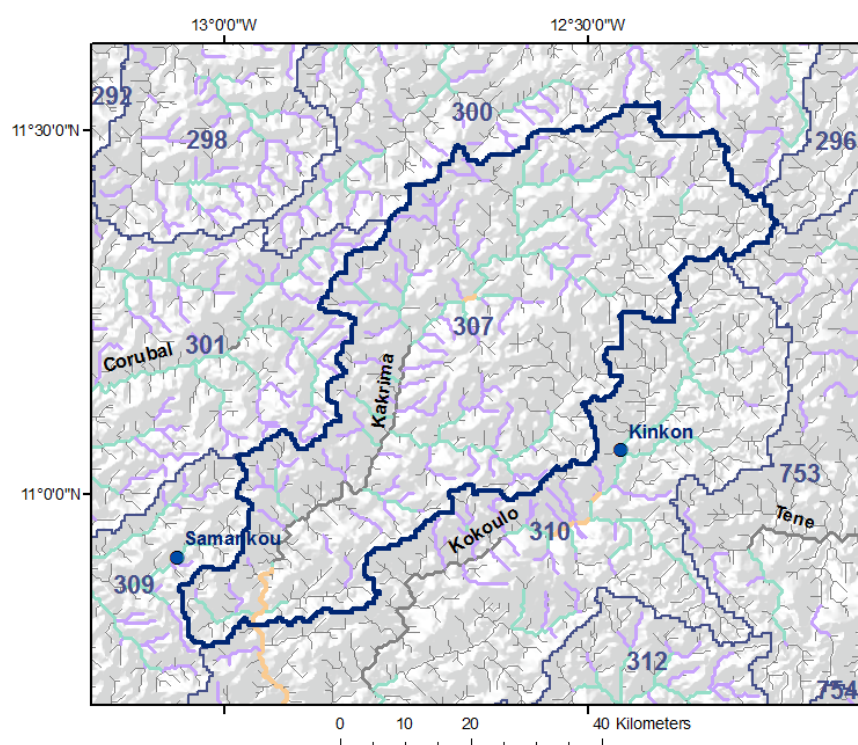 13°0'0"W
12°30'0"W
292
300
11°30'0"N
298
296
307
Corubal
301
Kakrima
Kinkon
753
11°0'0"N
Kokoulo
Tene
310
Samankou
309
312
754
0 10 20 40 Kilometers